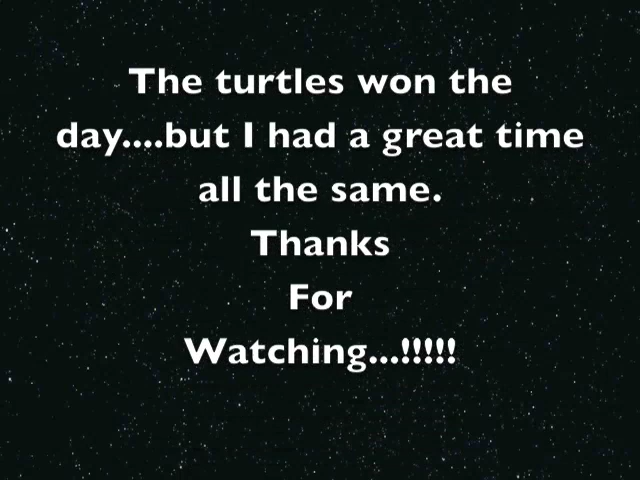 The turtles won the
day....but I had a great time
all the same.
Thanks
For
Watching...!!!!!